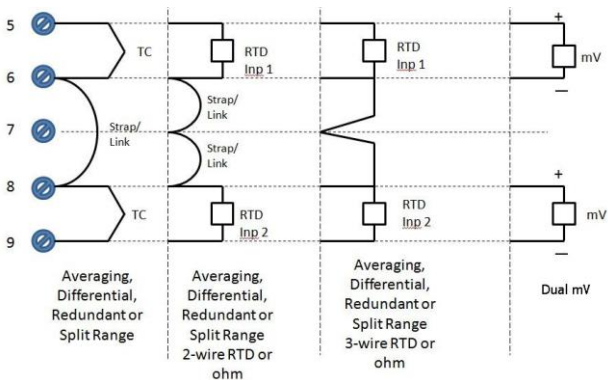 5
6
7
8
9
TC
Strap/
Link
TC
Averaging,
Differential,
Redundant or
Split Range
RTD
Inp 1
Strap/
Link
Strap/
Link
RTD
Inp 2
Averaging,
Differential,
Redundant or
Split Range
2-wire RTD or
ohm
RTD
Inp 1
RTD
Inp 2
Averaging,
Differential,
Redundant or
Split Range
3-wire RTD or
ohm
+
mV
—
+
mV
—
Dual mV